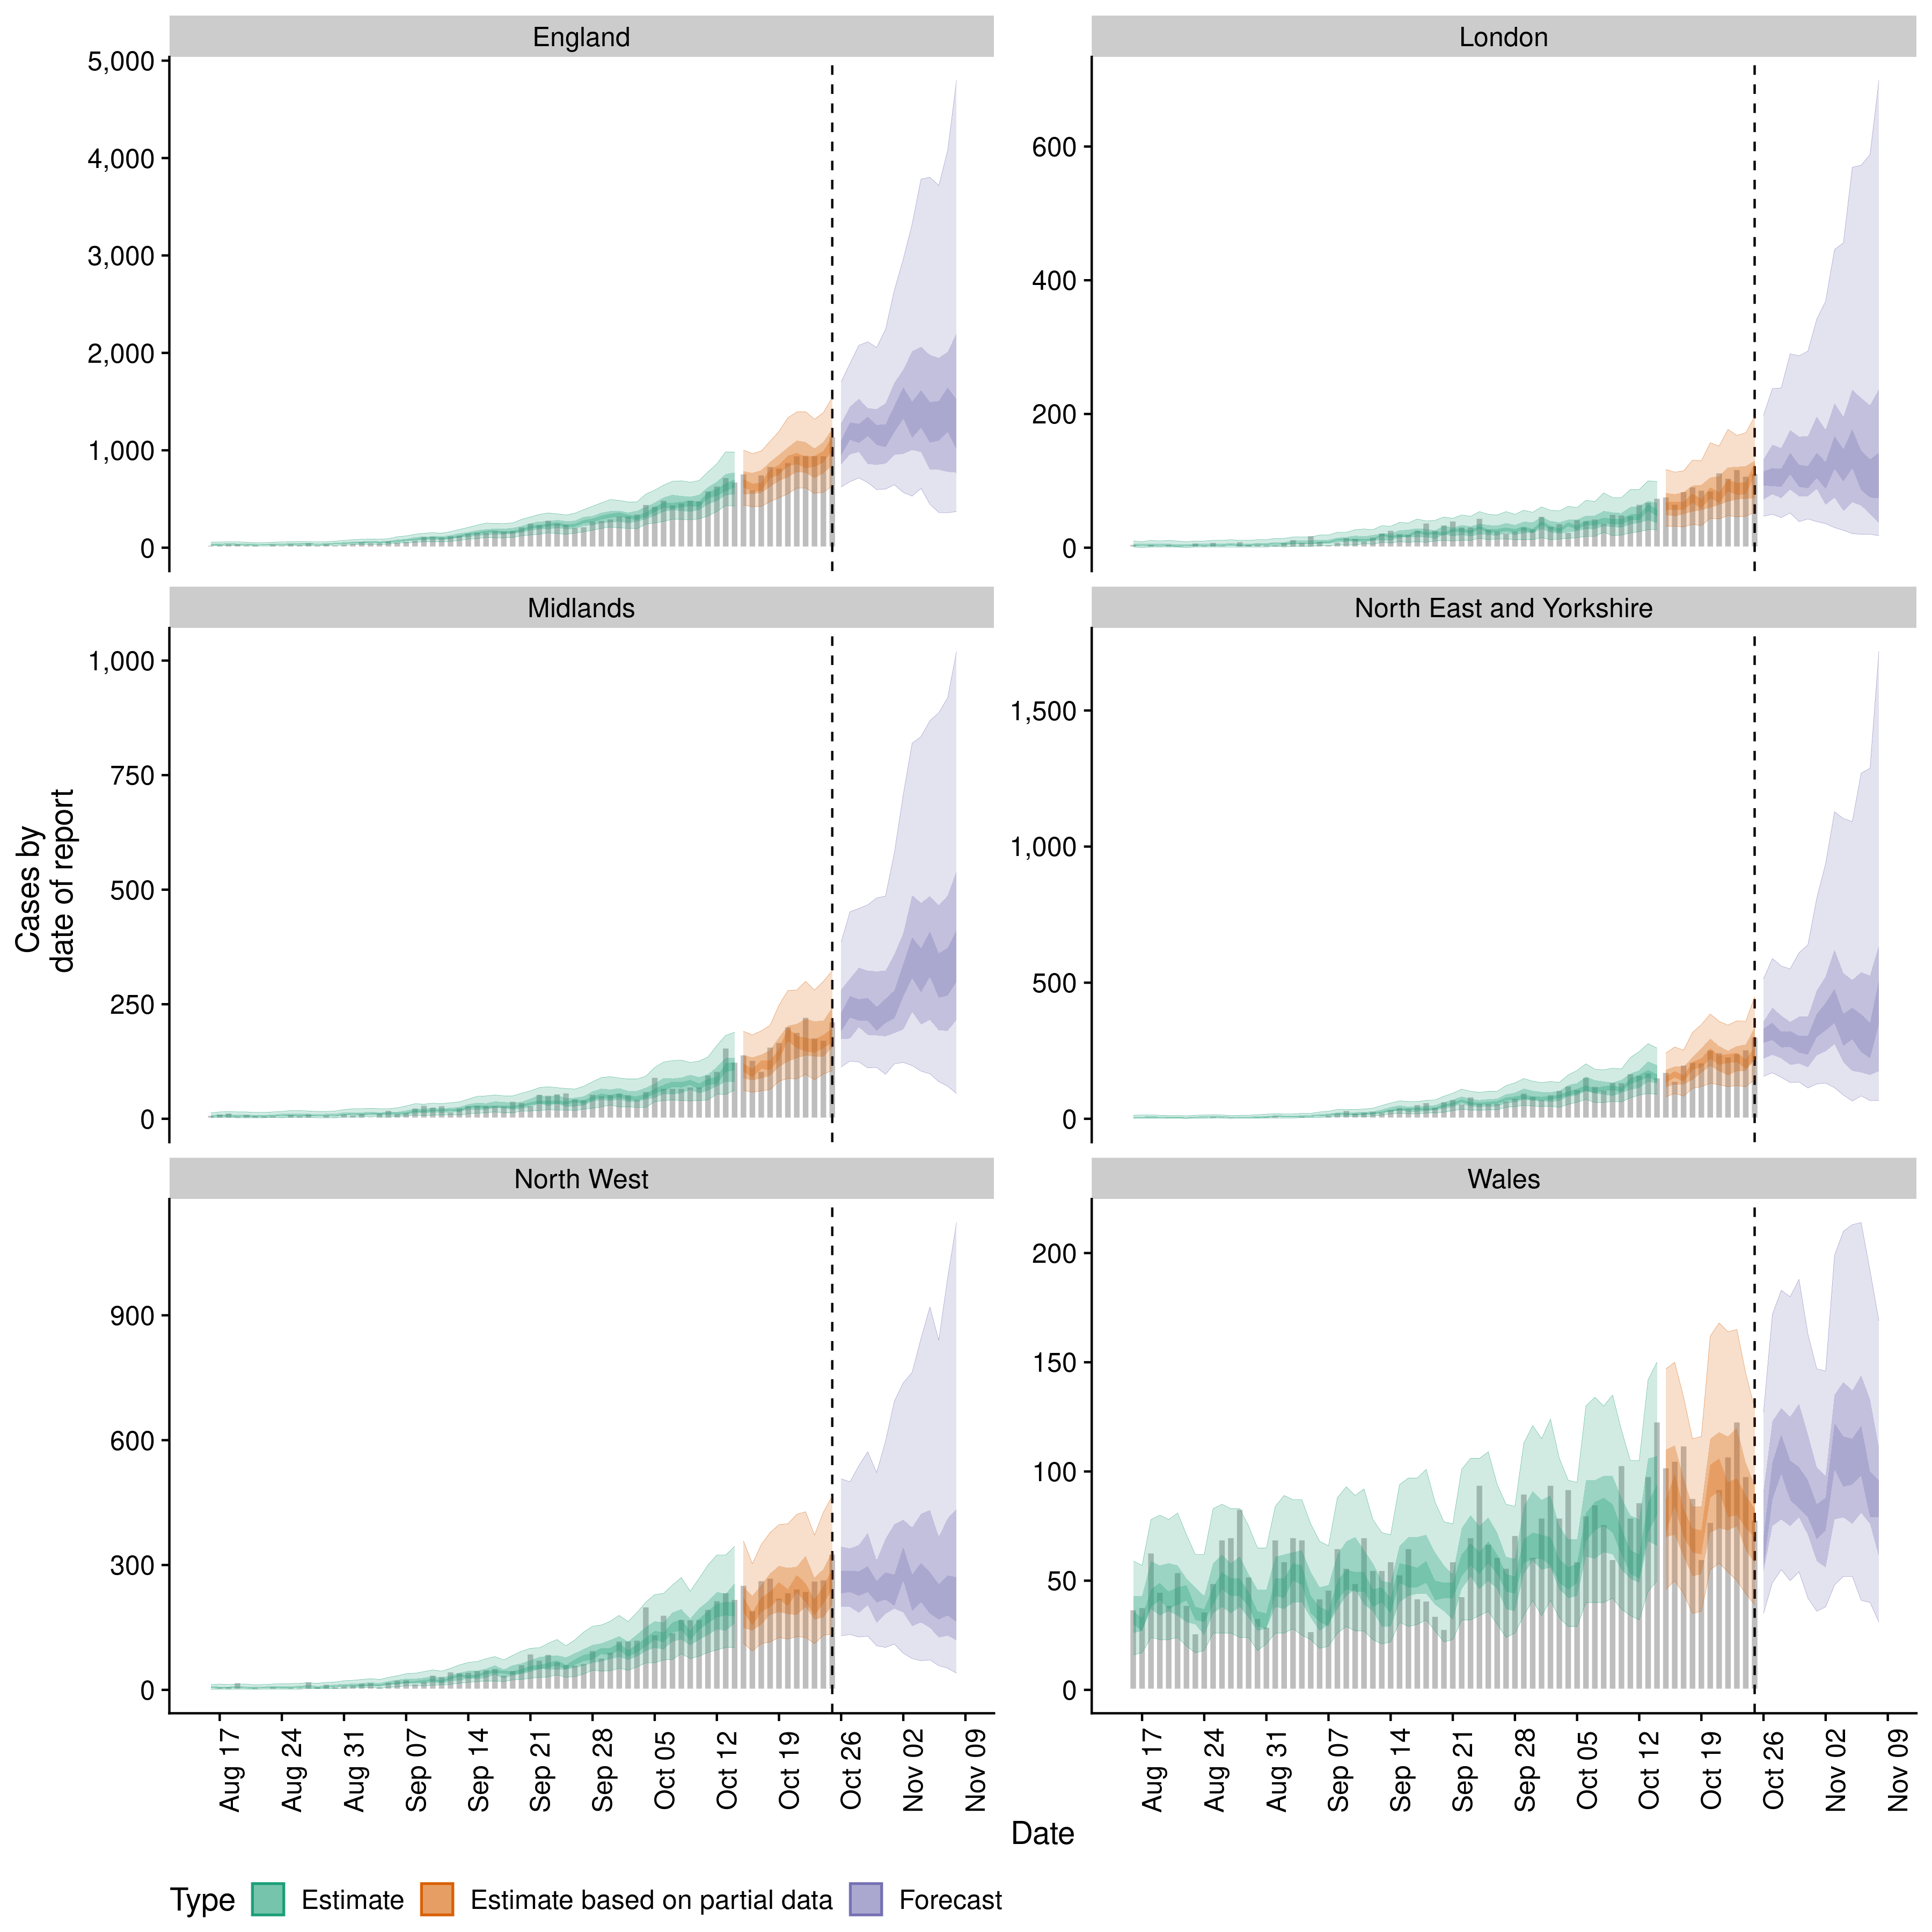 England
5,000
4,000
3,000
2,000
1,000
0
London
600
400
200
0
Midlands
1,000
750
500
250
0
North East and Yorkshire
1,500
1,000
500
0
North West
900
600
300
0
Wales
200
150
100
50
0
Cases by
date of report
Aug 17
Aug 24
Aug 31
Sep 07
Sep 14
Sep 21
Sep 28
Oct 05
Oct 12
Oct 19
Oct 26
Nov 02
Nov 09
Aug 17
Aug 24
Aug 31
Sep 07
Sep 14
Sep 21
Sep 28
Oct 05
Oct 12
Oct 19
Oct 26
Nov 02
Nov 09
Date
Type Estimate Estimate based on partial data Forecast